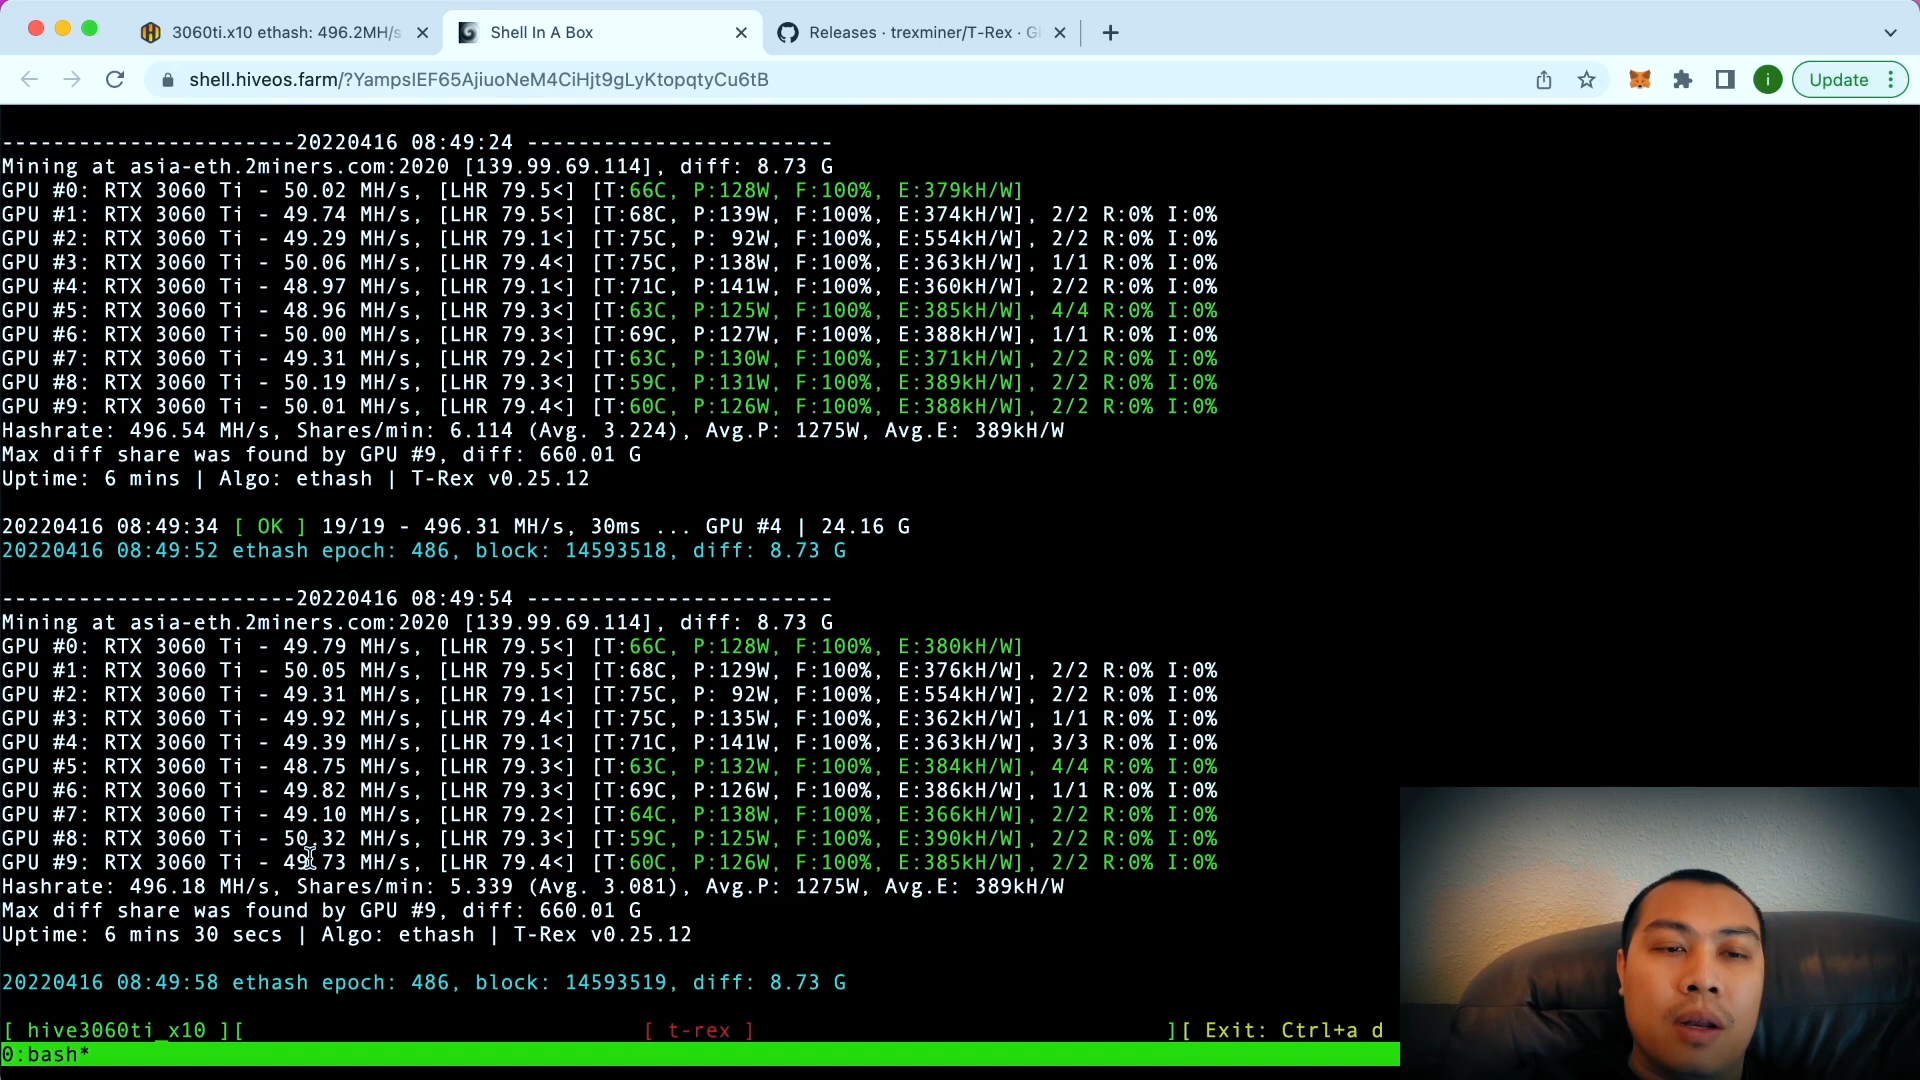 3060ti.x10 ethash: 496.2MH/s
Shell In A Box
Releases · trexminer/T-Rex · Gi
shell.hiveos.farm/?YampsIEF65AjiuoNeM4CiHjt9gLyKtopqtyCu6tB
i
Update
-----------------------20220416 08:49:24 ------------------------
Mining at asia-eth.2miners.com:2020 [139.99.69.114], diff: 8.73 G
GPU #0: RTX 3060 Ti - 50.02 MH/s, [LHR 79.5<] [T:66C, P:128W, F:100%, E:379kH/W]
GPU #1: RTX 3060 Ti - 49.74 MH/s, [LHR 79.5<] [T:68C, P:139W, F:100%, E:374kH/W], 2/2 R:0% I:0%
GPU #2: RTX 3060 Ti - 49.29 MH/s, [LHR 79.1<] [T:75C, P: 92W, F:100%, E:554kH/W], 2/2 R:0% I:0%
GPU #3: RTX 3060 Ti - 50.06 MH/s, [LHR 79.4<] [T:75C, P:138W, F:100%, E:363kH/W], 1/1 R:0% I:0%
GPU #4: RTX 3060 Ti - 48.97 MH/s, [LHR 79.1<] [T:71C, P:141W, F:100%, E:360kH/W], 2/2 R:0% I:0%
GPU #5: RTX 3060 Ti - 48.96 MH/s, [LHR 79.3<] [T:63C, P:125W, F:100%, E:385kH/W], 4/4 R:0% I:0%
GPU #6: RTX 3060 Ti - 50.00 MH/s, [LHR 79.3<] [T:69C, P:127W, F:100%, E:388kH/W], 1/1 R:0% I:0%
GPU #7: RTX 3060 Ti - 49.31 MH/s, [LHR 79.2<] [T:63C, P:130W, F:100%, E:371kH/W], 2/2 R:0% I:0%
GPU #8: RTX 3060 Ti - 50.19 MH/s, [LHR 79.3<] [T:59C, P:131W, F:100%, E:389kH/W], 2/2 R:0% I:0%
GPU #9: RTX 3060 Ti - 50.01 MH/s, [LHR 79.4<] [T:60C, P:126W, F:100%, E:388kH/W], 2/2 R:0% I:0%
Hashrate: 496.54 MH/s, Shares/min: 6.114 (Avg. 3.224), Avg.P: 1275W, Avg.E: 389kH/W
Max diff share was found by GPU #9, diff: 660.01 G
Uptime: 6 mins | Algo: ethash | T-Rex v0.25.12
20220416 08:49:34 [ OK ] 19/19 - 496.31 MH/s, 30ms ... GPU #4 | 24.16 G
20220416 08:49:52 ethash epoch: 486, block: 14593518, diff: 8.73 G
-----------------------20220416 08:49:54 ------------------------
Mining at asia-eth.2miners.com:2020 [139.99.69.114], diff: 8.73 G
GPU #0: RTX 3060 Ti - 49.79 MH/s, [LHR 79.5<] [T:66C, P:128W, F:100%, E:380kH/W]
GPU #1: RTX 3060 Ti - 50.05 MH/s, [LHR 79.5<] [T:68C, P:129W, F:100%, E:376kH/W], 2/2 R:0% I:0%
GPU #2: RTX 3060 Ti - 49.31 MH/s, [LHR 79.1<] [T:75C, P: 92W, F:100%, E:554kH/W], 2/2 R:0% I:0%
GPU #3: RTX 3060 Ti - 49.92 MH/s, [LHR 79.4<] [T:75C, P:135W, F:100%, E:362kH/W], 1/1 R:0% I:0%
GPU #4: RTX 3060 Ti - 49.39 MH/s, [LHR 79.1<] [T:71C, P:141W, F:100%, E:363kH/W], 3/3 R:0% I:0%
GPU #5: RTX 3060 Ti - 48.75 MH/s, [LHR 79.3<] [T:63C, P:132W, F:100%, E:384kH/W], 4/4 R:0% I:0%
GPU #6: RTX 3060 Ti - 49.82 MH/s, [LHR 79.3<] [T:69C, P:126W, F:100%, E:386kH/W], 1/1 R:0% I:0%
GPU #7: RTX 3060 Ti - 49.10 MH/s, [LHR 79.2<] [T:64C, P:138W, F:100%, E:366kH/W], 2/2 R:0% I:0%
GPU #8: RTX 3060 Ti - 50.32 MH/s, [LHR 79.3<] [T:59C, P:125W, F:100%, E:390kH/W], 2/2 R:0% I:0%
GPU #9: RTX 3060 Ti - 49.73 MH/s, [LHR 79.4<] [T:60C, P:126W, F:100%, E:385kH/W], 2/2 R:0% I:0%
Hashrate: 496.18 MH/s, Shares/min: 5.339 (Avg. 3.081), Avg.P: 1275W, Avg.E: 389kH/W
Max diff share was found by GPU #9, diff: 660.01 G
Uptime: 6 mins 30 secs | Algo: ethash | T-Rex v0.25.12
20220416 08:49:58 ethash epoch: 486, block: 14593519, diff: 8.73 G
[ hive3060ti_x10 ][ [ t-rex ] ][ Exit: Ctrl+a d
0:bash*